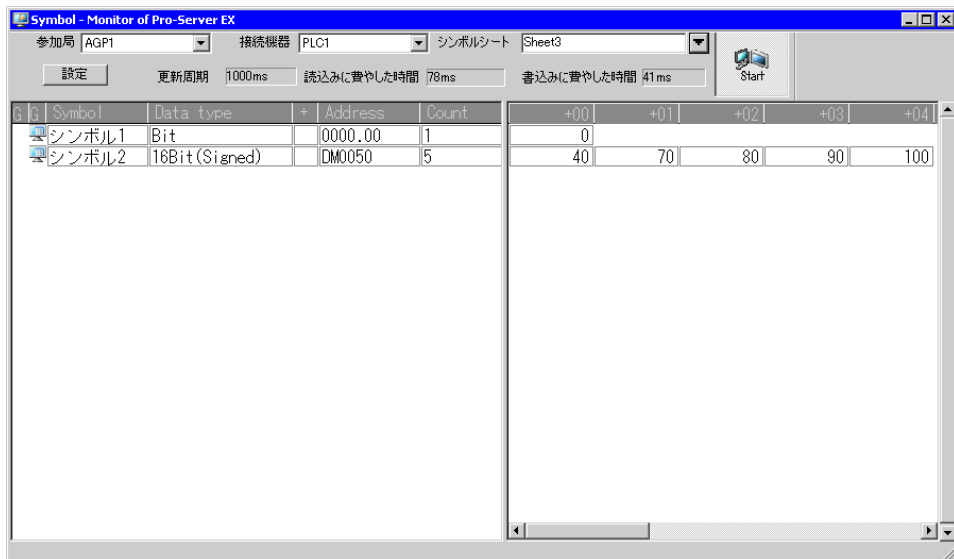 Symbol - Monitor of Pro-Server EX
参加局 AGP1 接続機器 PLC1 シンボルシート Sheet3
設定 更新周期 1000ms 読込みに費やした時間 78ms 書込みに費やした時間 41ms Start
G G Symbol Data type + Address Count +00 +01 +02 +03 +04
シンボル1 Bit 0000.00 1 0
シンボル2 16Bit(Signed) DM0050 5 40 70 80 90 100